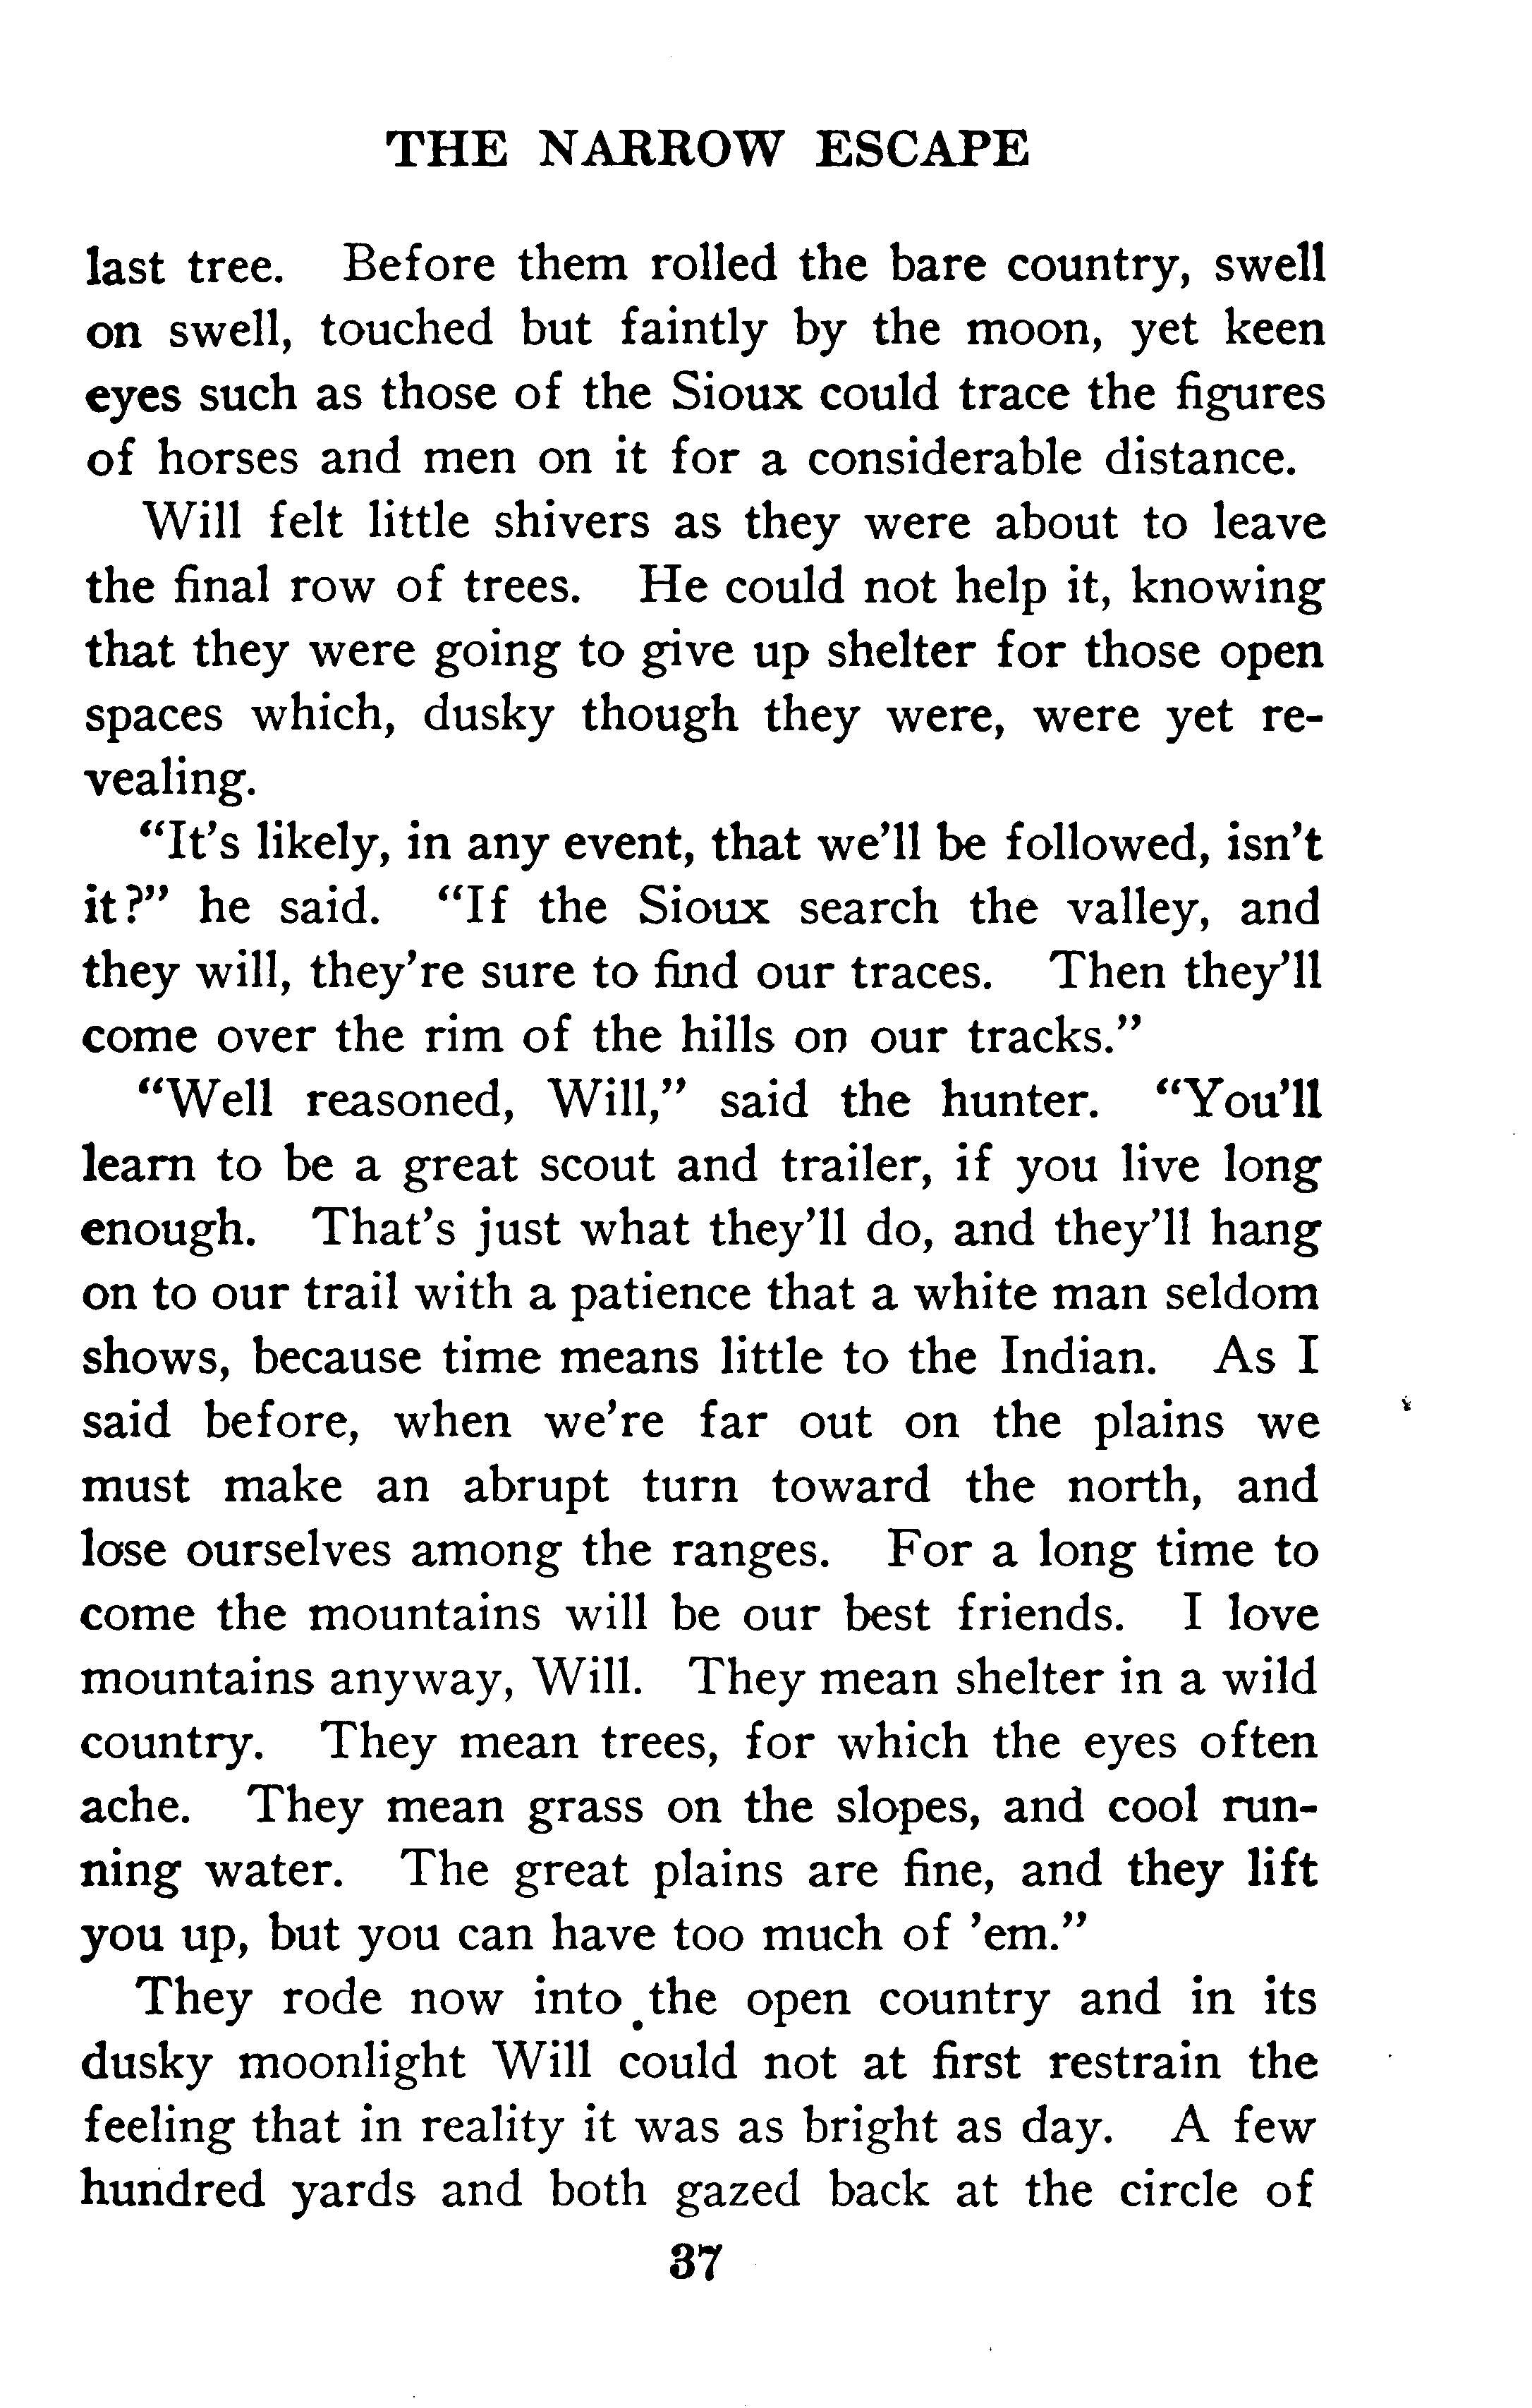 THE NARROW ESCAPE
last tree. Before them rolled the bare country, swell
on swell, touched but faintly by the moon, yet keen
eyes such as those of the Sioux could trace the figures
of horses and men on it for a considerable distance.
Will felt little shivers as they were about to leave
the final row of trees. He could not help it, knowing
that they were going to give up shelter for those open
spaces which, dusky though they were, were yet re-
vealing.
“It’s likely, in any event, that we’ll be followed, isn’t
it?” he said. “If the Sioux search the valley, and
they will, they’re sure to find our traces. Then they’ll
come over the rim of the hills on our tracks.”
“Well reasoned, Will,” said the hunter. “You’ll
learn to be a great scout and trailer, if you live long
enough. That’s just what they’ll do, and they’ll hang
on to our trail with a patience that a white man seldom
shows, because time means little to the Indian. As I
said before, when we’re far out on the plains we
must make an abrupt turn toward the north, and
lose ourselves among the ranges. For a long time to
come the mountains will be our best friends. I love
mountains anyway, Will. They mean shelter in a wild
country. They mean trees, for which the eyes often
ache. They mean grass on the slopes, and cool run-
ning water. The great plains are fine, and they lift
you up, but you can have too much of ’em.”
They rode now into the open country and in its
dusky moonlight Will could not at first restrain the
feeling that in reality it was as bright as day. A few
hundred yards and both gazed back at the circle of
37